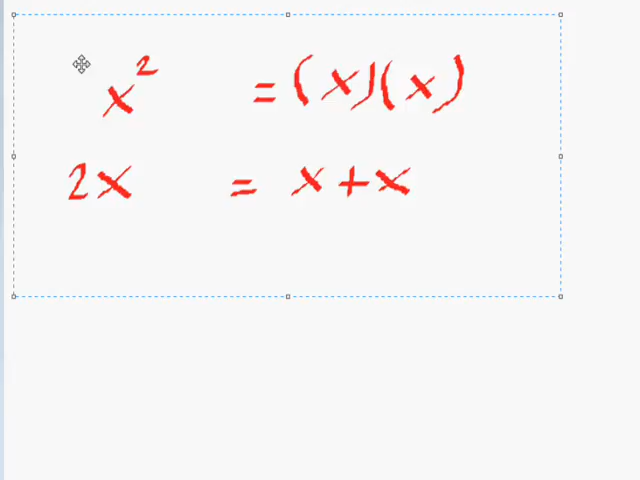 x² = (x)(x)
2x = x + x